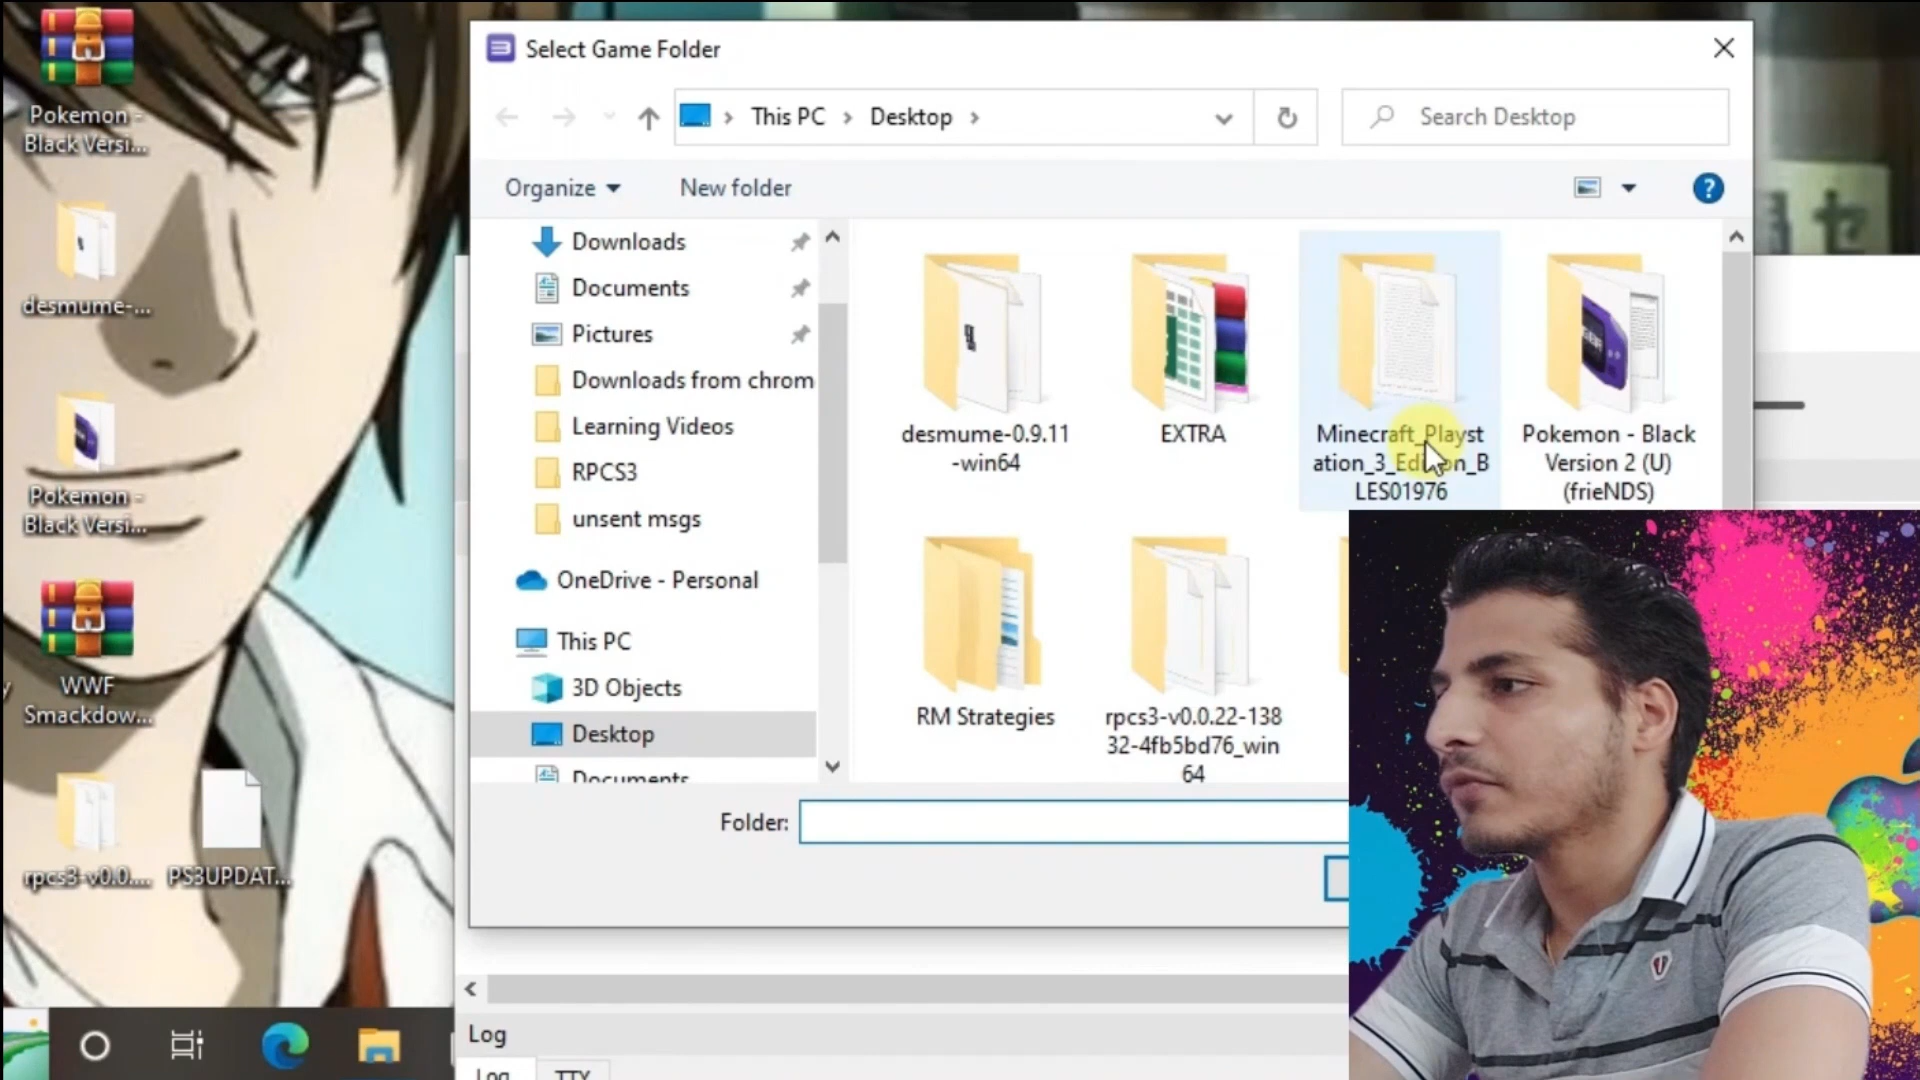 Pokemon -
Black Versi...
desmume-...
Pokemon -
Black Versi...
WWF
Smackdow...
rpcs3-v0.0....
PS3UPDAT...
Select Game Folder
This PC
Desktop
Search Desktop
Organize
New folder
Downloads
Documents
Pictures
Downloads from chrom
Learning Videos
RPCS3
unsent msgs
OneDrive - Personal
This PC
3D Objects
Desktop
Documents
desmume-0.9.11
-win64
EXTRA
Minecraft_Playst
ation_3_Edition_B
LES01976
Pokemon - Black
Version 2 (U)
(frieNDS)
RM Strategies
rpcs3-v0.0.22-138
32-4fb5bd76_win
64
Folder:
Log
Log
TTY